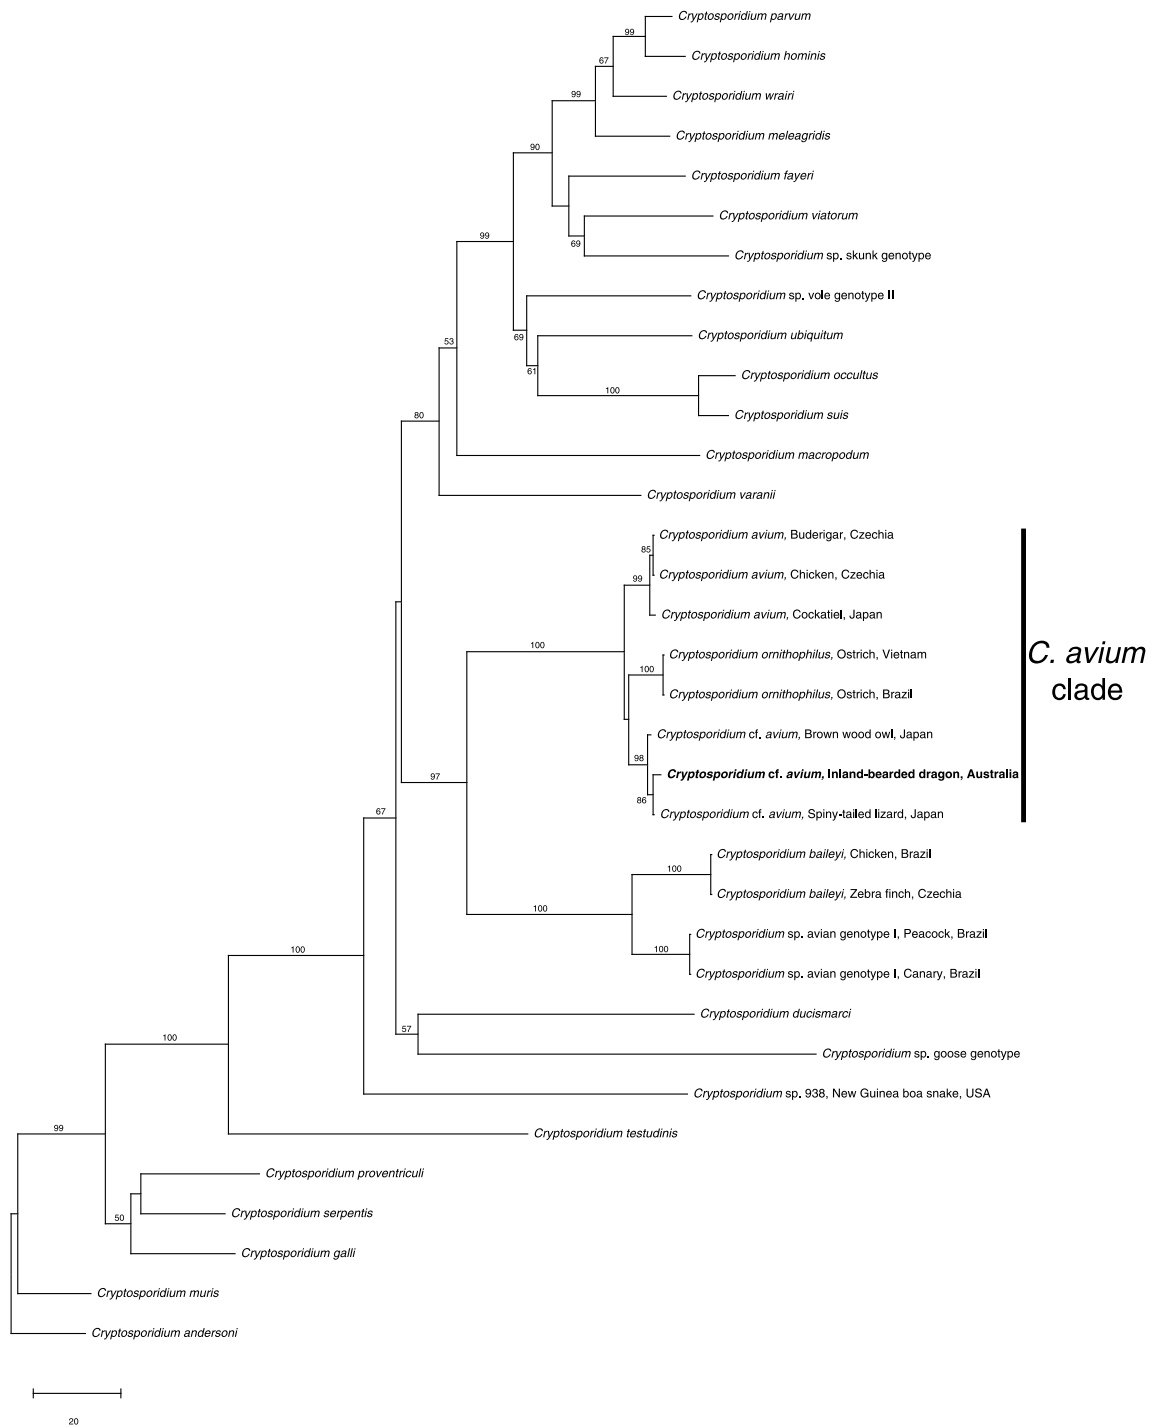 Cryptosporidium parvum
99
Cryptosporidium hominis
67
Cryptosporidium wrairi
99
Cryptosporidium meleagridis
90
Cryptosporidium fayeri
Cryptosporidium viatorum
69
Cryptosporidium sp. skunk genotype
99
Cryptosporidium sp. vole genotype II
69
Cryptosporidium ubiquitum
61
Cryptosporidium occultus
100
Cryptosporidium suis
53
Cryptosporidium macropodum
80
Cryptosporidium varanii
Cryptosporidium avium, Buderigar, Czechia
85
Cryptosporidium avium, Chicken, Czechia
99
Cryptosporidium avium, Cockatiel, Japan
100
Cryptosporidium ornithophilus, Ostrich, Vietnam
100
Cryptosporidium ornithophilus, Ostrich, Brazil
C. avium
clade
Cryptosporidium cf. avium, Brown wood owl, Japan
98
Cryptosporidium cf. avium, Inland-bearded dragon, Australia
97
86
Cryptosporidium cf. avium, Spiny-tailed lizard, Japan
67
Cryptosporidium baileyi, Chicken, Brazil
100
Cryptosporidium baileyi, Zebra finch, Czechia
100
Cryptosporidium sp. avian genotype I, Peacock, Brazil
100
Cryptosporidium sp. avian genotype I, Canary, Brazil
100
Cryptosporidium ducismarci
57
Cryptosporidium sp. goose genotype
100
Cryptosporidium sp. 938, New Guinea boa snake, USA
99
Cryptosporidium testudinis
Cryptosporidium proventriculi
Cryptosporidium serpentis
50
Cryptosporidium galli
Cryptosporidium muris
Cryptosporidium andersoni
20